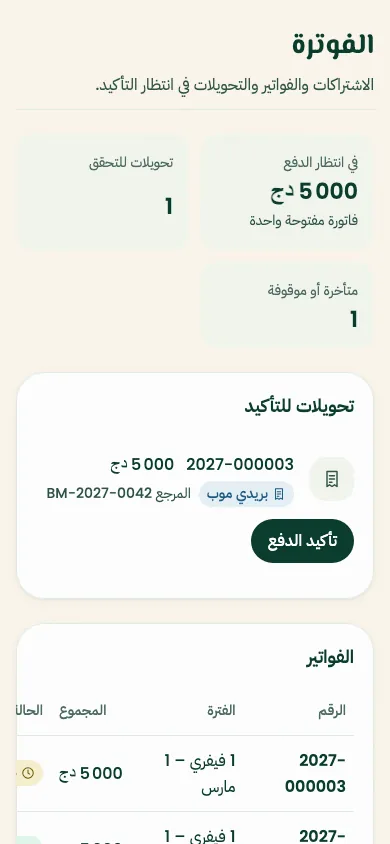 الفوترة
الاشتراكات والفواتير والتحويلات في انتظار التأكيد.
في انتظار الدفع
5 000 دج
فاتورة مفتوحة واحدة
تحويلات للتحقق
1
متأخرة أو موقوفة
1
تحويلات للتأكيد
2027-000003 5 000 دج
بريدي موب المرجع BM-2027-0042
تأكيد الدفع
الفواتير
الرقم الفترة المجموع
2027-000003 1 فيفري – 1 مارس 5 000 دج
2027- 1 فيفري – 1